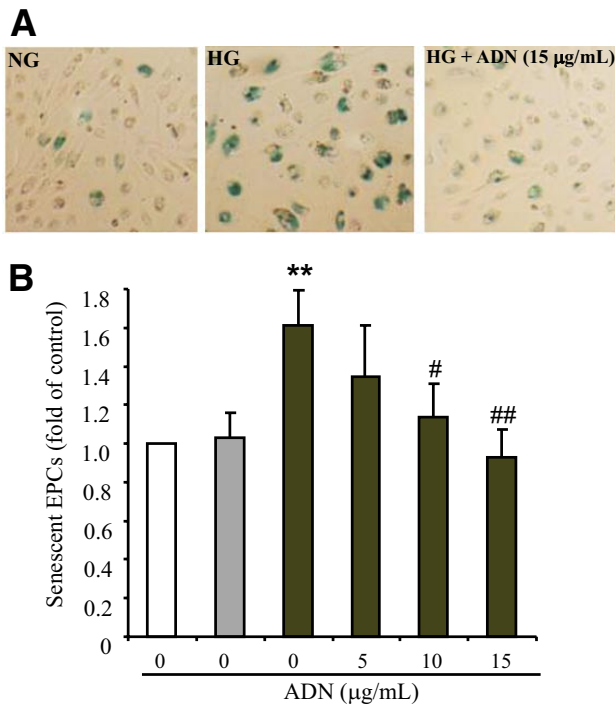 A
NG
HG
HG + ADN (15 μg/mL)
B
Senescent EPCs (fold of control)
1.8
1.6
1.4
1.2
1.0
0.8
0.6
0.4
0.2
0
**
#
##
0 0 0 5 10 15
ADN (μg/mL)